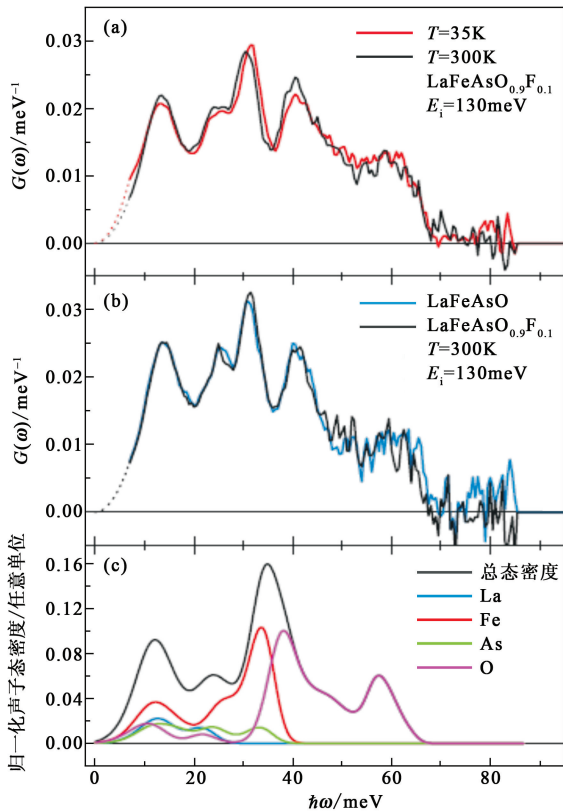 (a)
T=35K
T=300K
LaFeAsO₀.₉F₀.₁
Eᵢ=130meV
G(ω)/meV⁻¹
0.03
0.02
0.01
0.00
(b)
LaFeAsO
LaFeAsO₀.₉F₀.₁
T=300K
Eᵢ=130meV
G(ω)/meV⁻¹
0.03
0.02
0.01
0.00
(c)
总态密度
La
Fe
As
O
归一化声子态密度/任意单位
0.16
0.12
0.08
0.04
0.00
0
20
40
60
80
ħω/meV